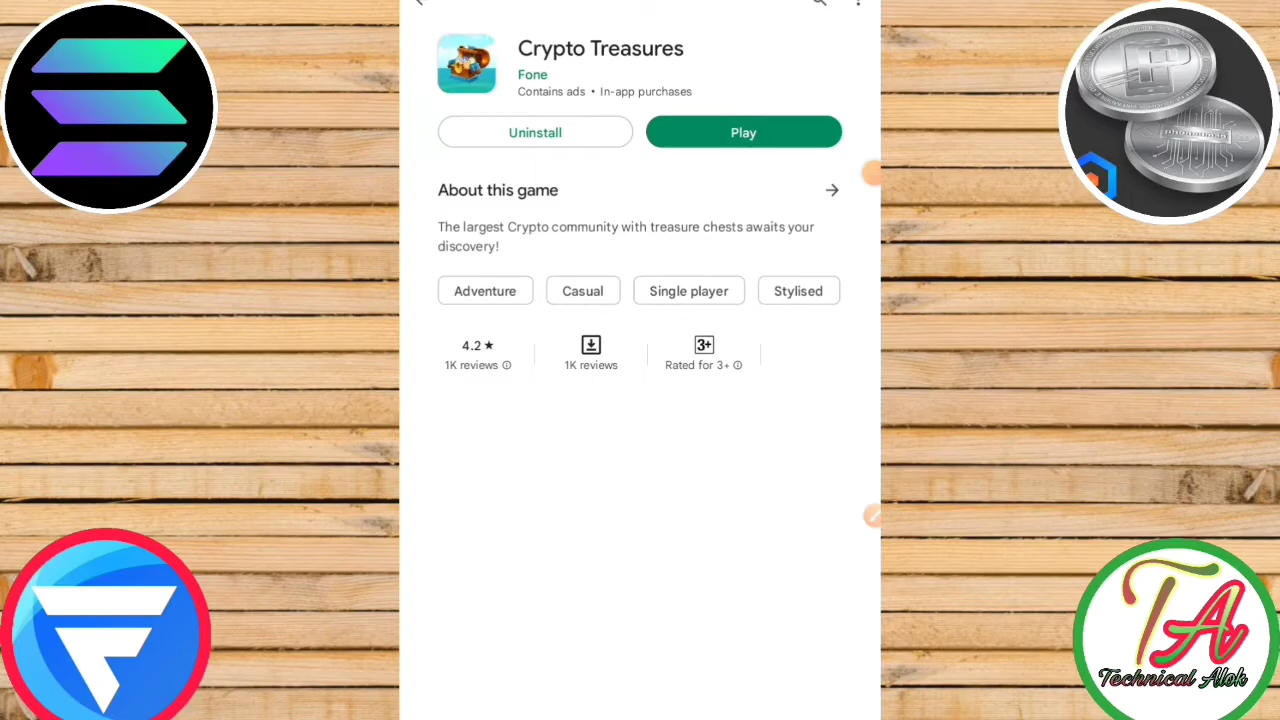 Crypto Treasures
Fone
Contains ads • In-app purchases
Uninstall
Play
About this game
The largest Crypto community with treasure chests awaits your
discovery!
Adventure
Casual
Single player
Stylised
4.2 ★
1K reviews
1K reviews
3+
Rated for 3+
TA
Technical Alok